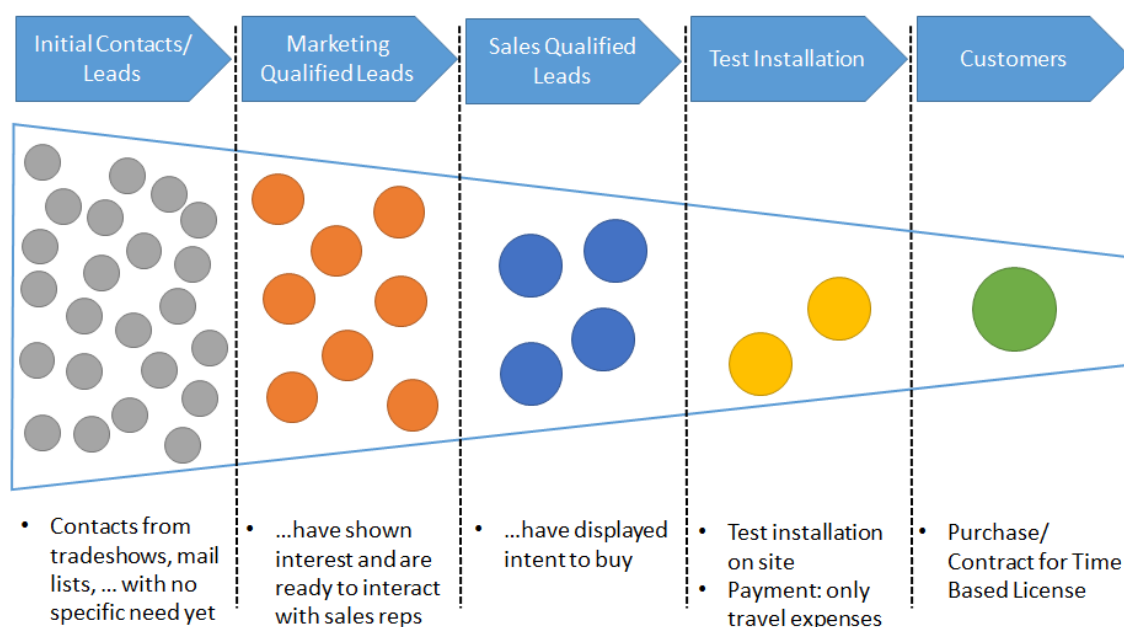 Initial Contacts/
Leads
Marketing
Qualified Leads
Sales Qualified
Leads
Test Installation
Customers
• Contacts from
tradeshows, mail
lists, ... with no
specific need yet
• ...have shown
interest and are
ready to interact
with sales reps
• ...have displayed
intent to buy
• Test installation
on site
• Payment: only
travel expenses
• Purchase/
Contract for Time
Based License